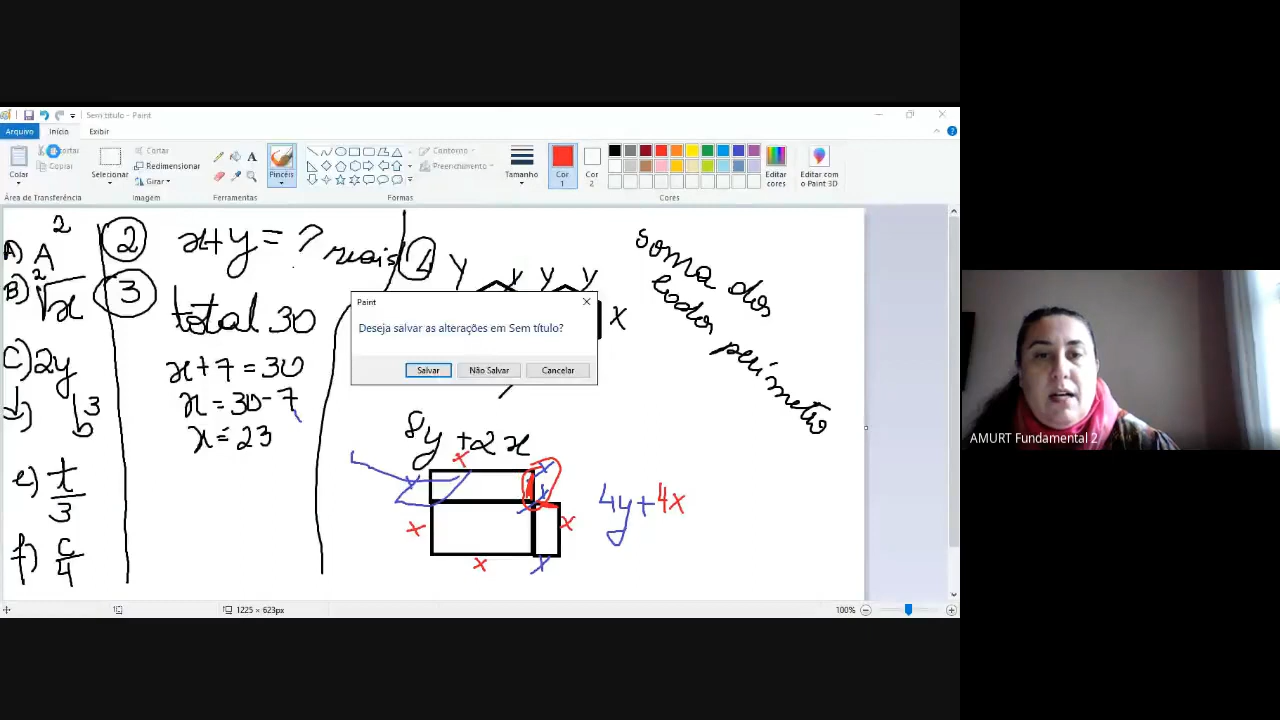 Sem título - Paint
Arquivo Início Exibir
Colar
Cortar
Copiar
Área de Transferência
Selecionar
Cortar
Redimensionar
Girar
Imagem
A
Ferramentas
Pincéis
Contorno
Preenchimento
Formas
Tamanho
Cor 1
Cor 2
Editar cores
Cores
Editar com o Paint 3D
A) A²
B) ²√x
C) 2y
d) b³
e) t/3
f) c/4
2 x+y = ? reais
3 total 30
x+7=30
x=30-7
x=23
4
y y y y
x
Paint
Deseja salvar as alterações em Sem título?
Salvar Não Salvar Cancelar
8y+2x
x
y
x
x
y
y
x
y
4y+4x
soma dos
lados perímetro
1225 × 623px
100%
AMURT Fundamental 2